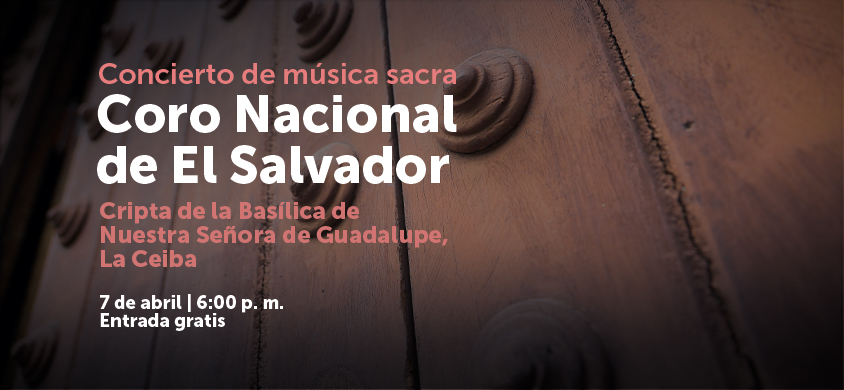 Concierto de música sacra
Coro Nacional
de El Salvador
Cripta de la Basílica de
Nuestra Señora de Guadalupe,
La Ceiba
7 de abril | 6:00 p. m.
Entrada gratis